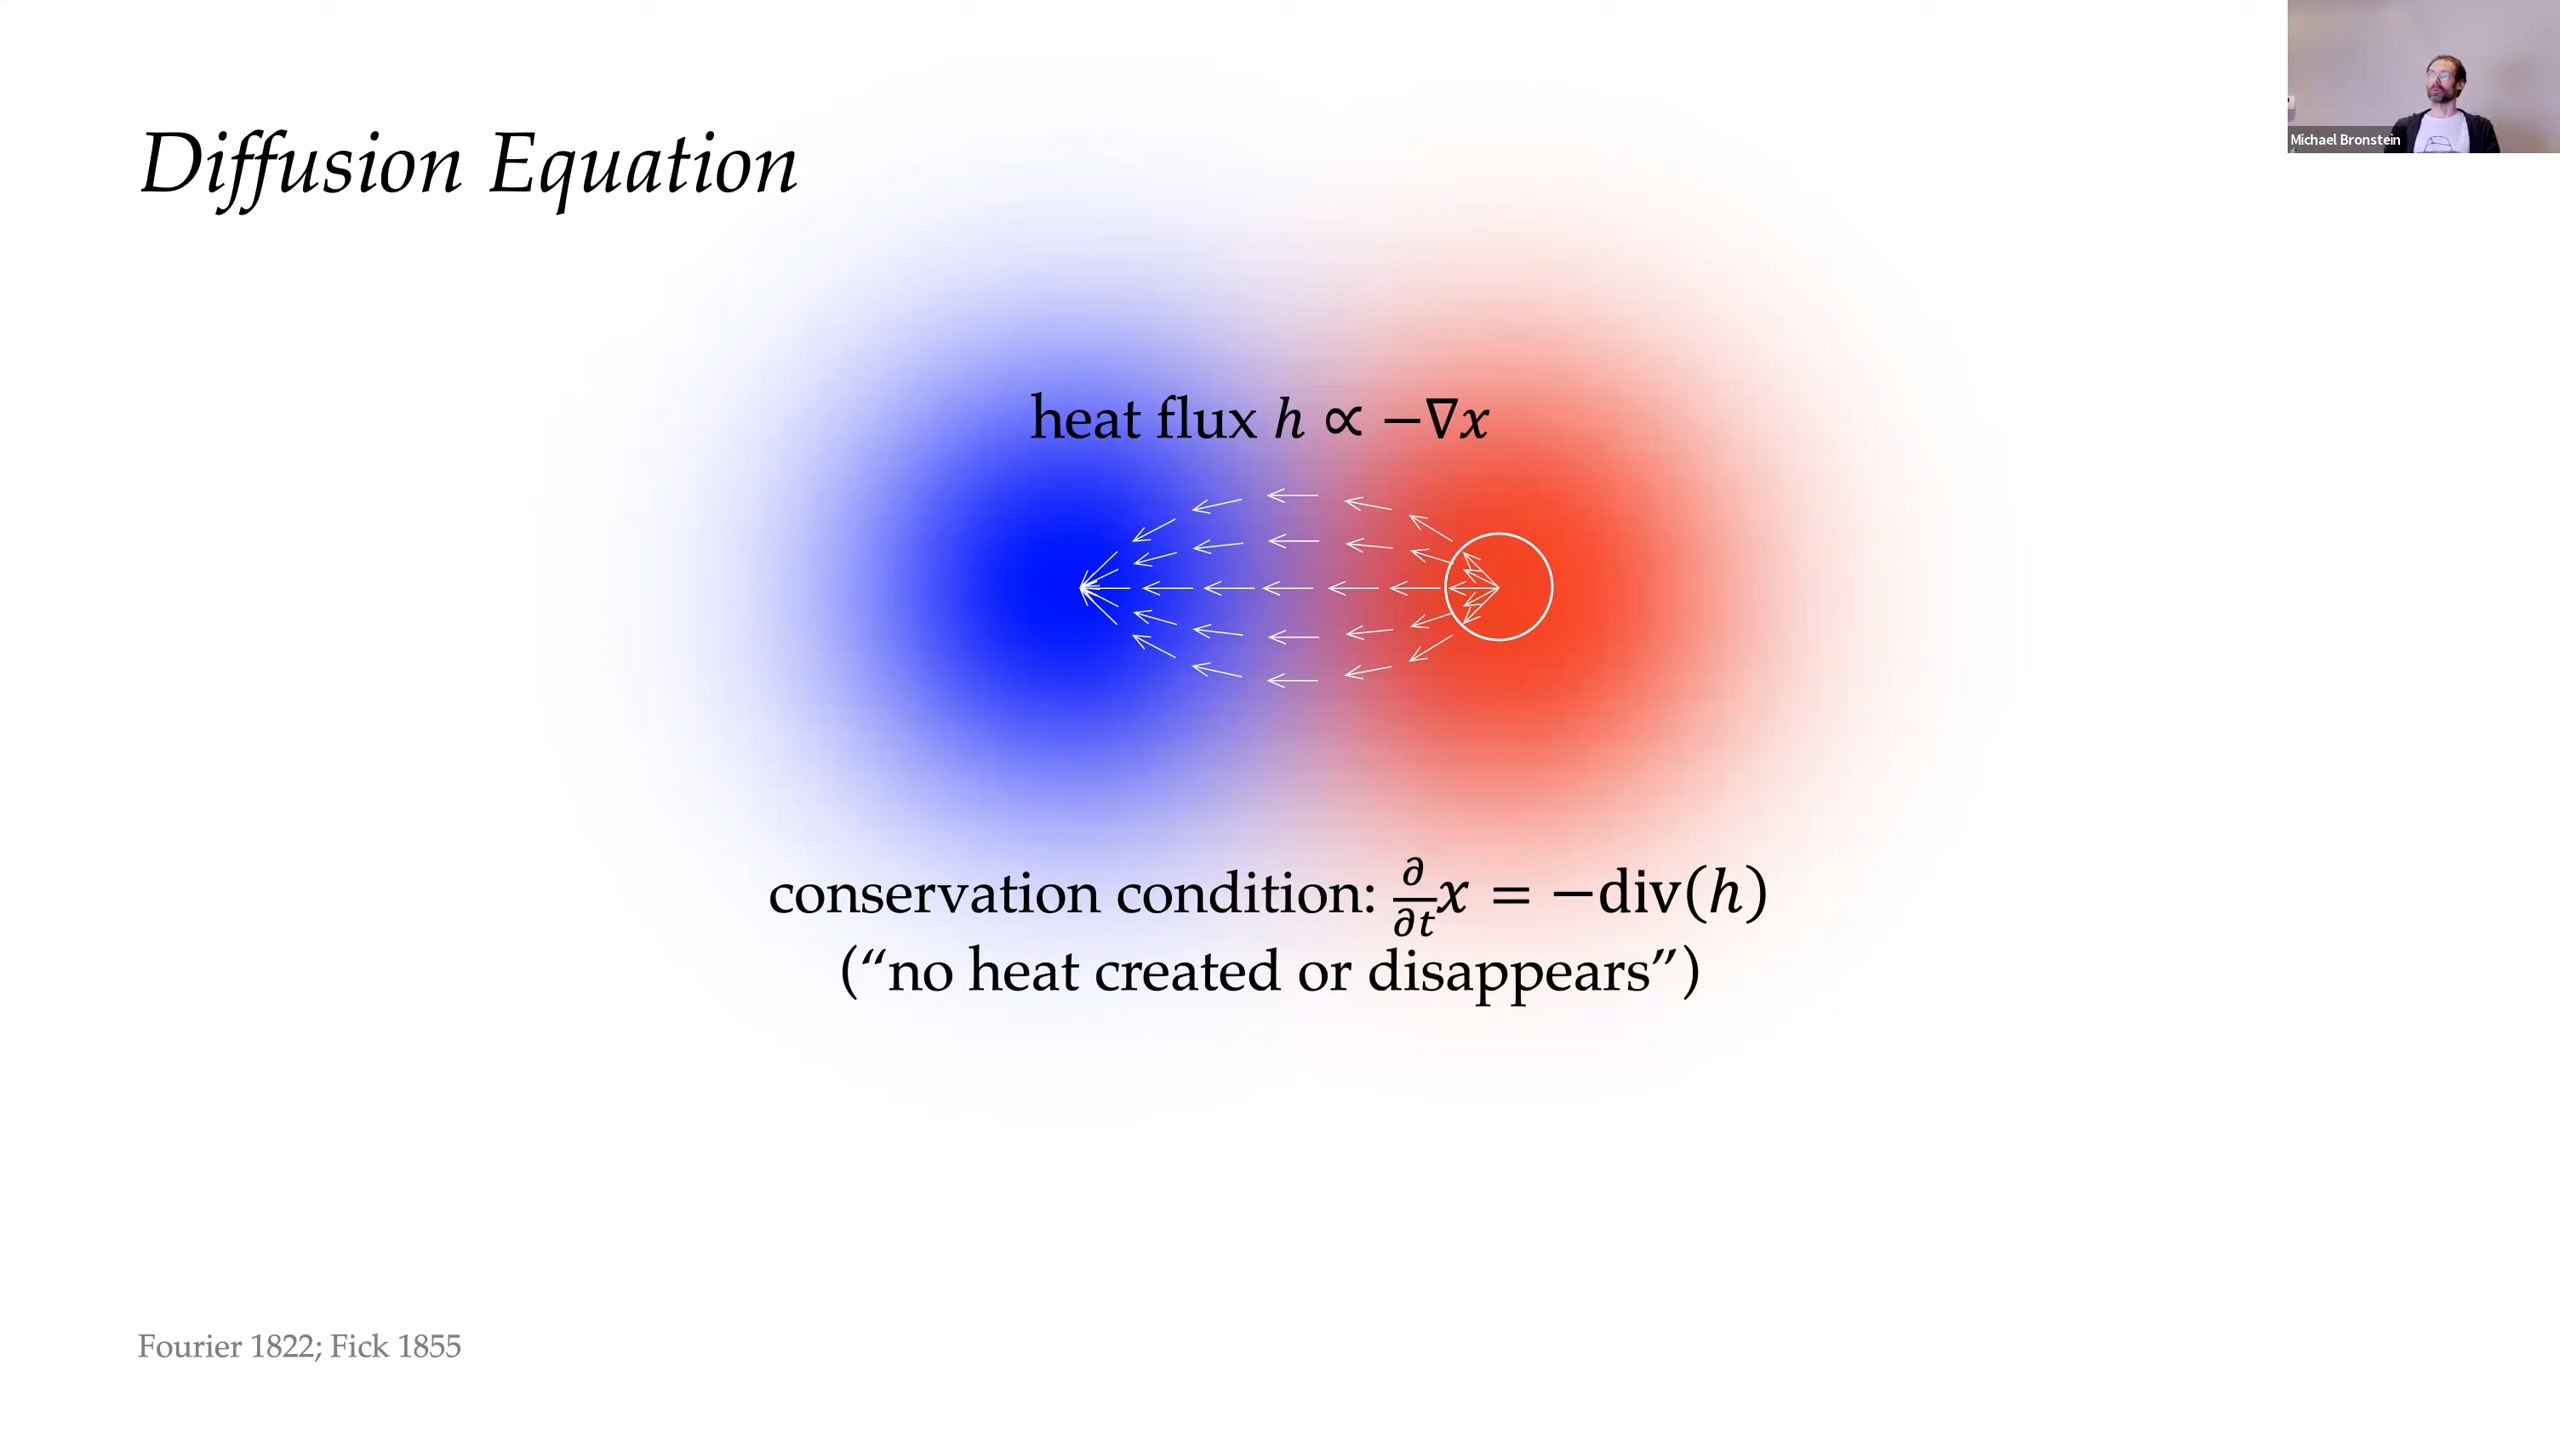 Diffusion Equation
Michael Bronstein
heat flux h ∝ −∇x
conservation condition: ∂/∂t x = −div(h)
(“no heat created or disappears”)
Fourier 1822; Fick 1855